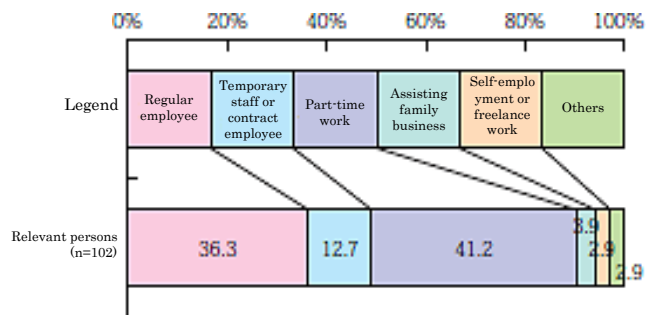 0% 20% 40% 60% 80% 100%
Legend
Regular
employee
Temporary
staff or
contract
employee
Part-time
work
Assisting
family
business
Self-emplo
yment or
freelance
work
Others
Relevant persons
(n=102)
36.3 12.7 41.2 3.9 2.9 2.9